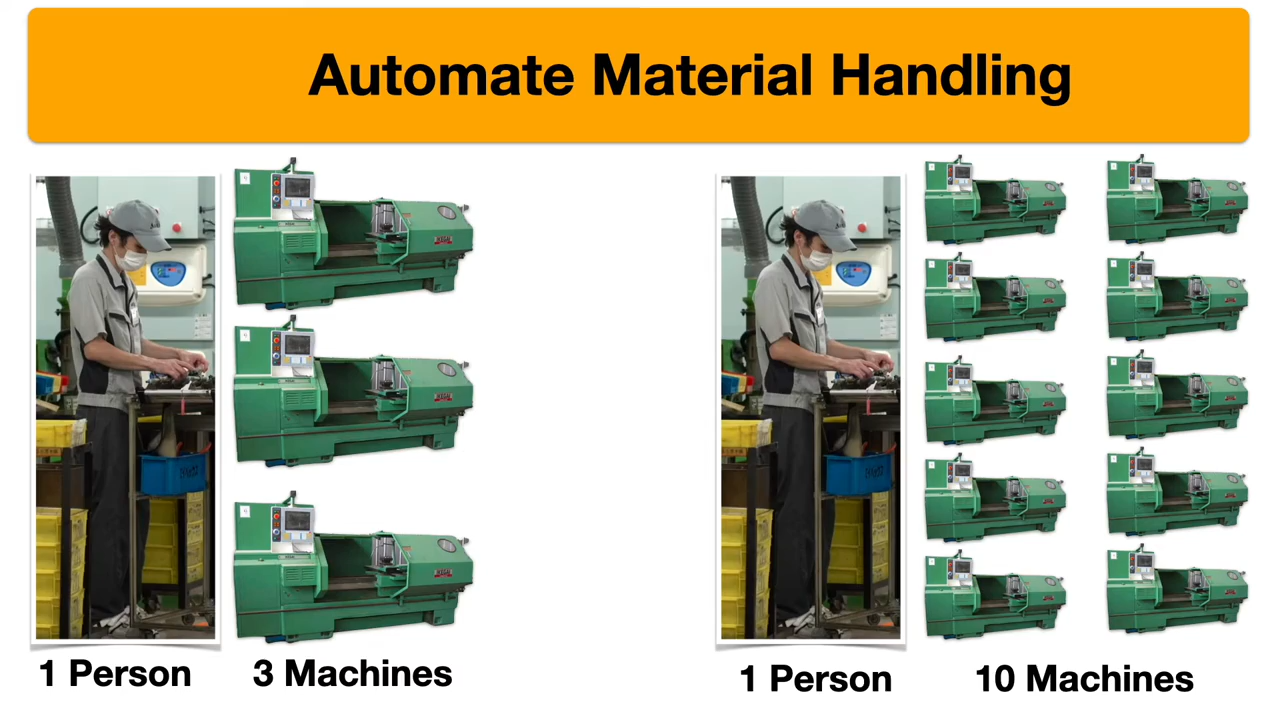 Automate Material Handling
1 Person
3 Machines
1 Person
10 Machines